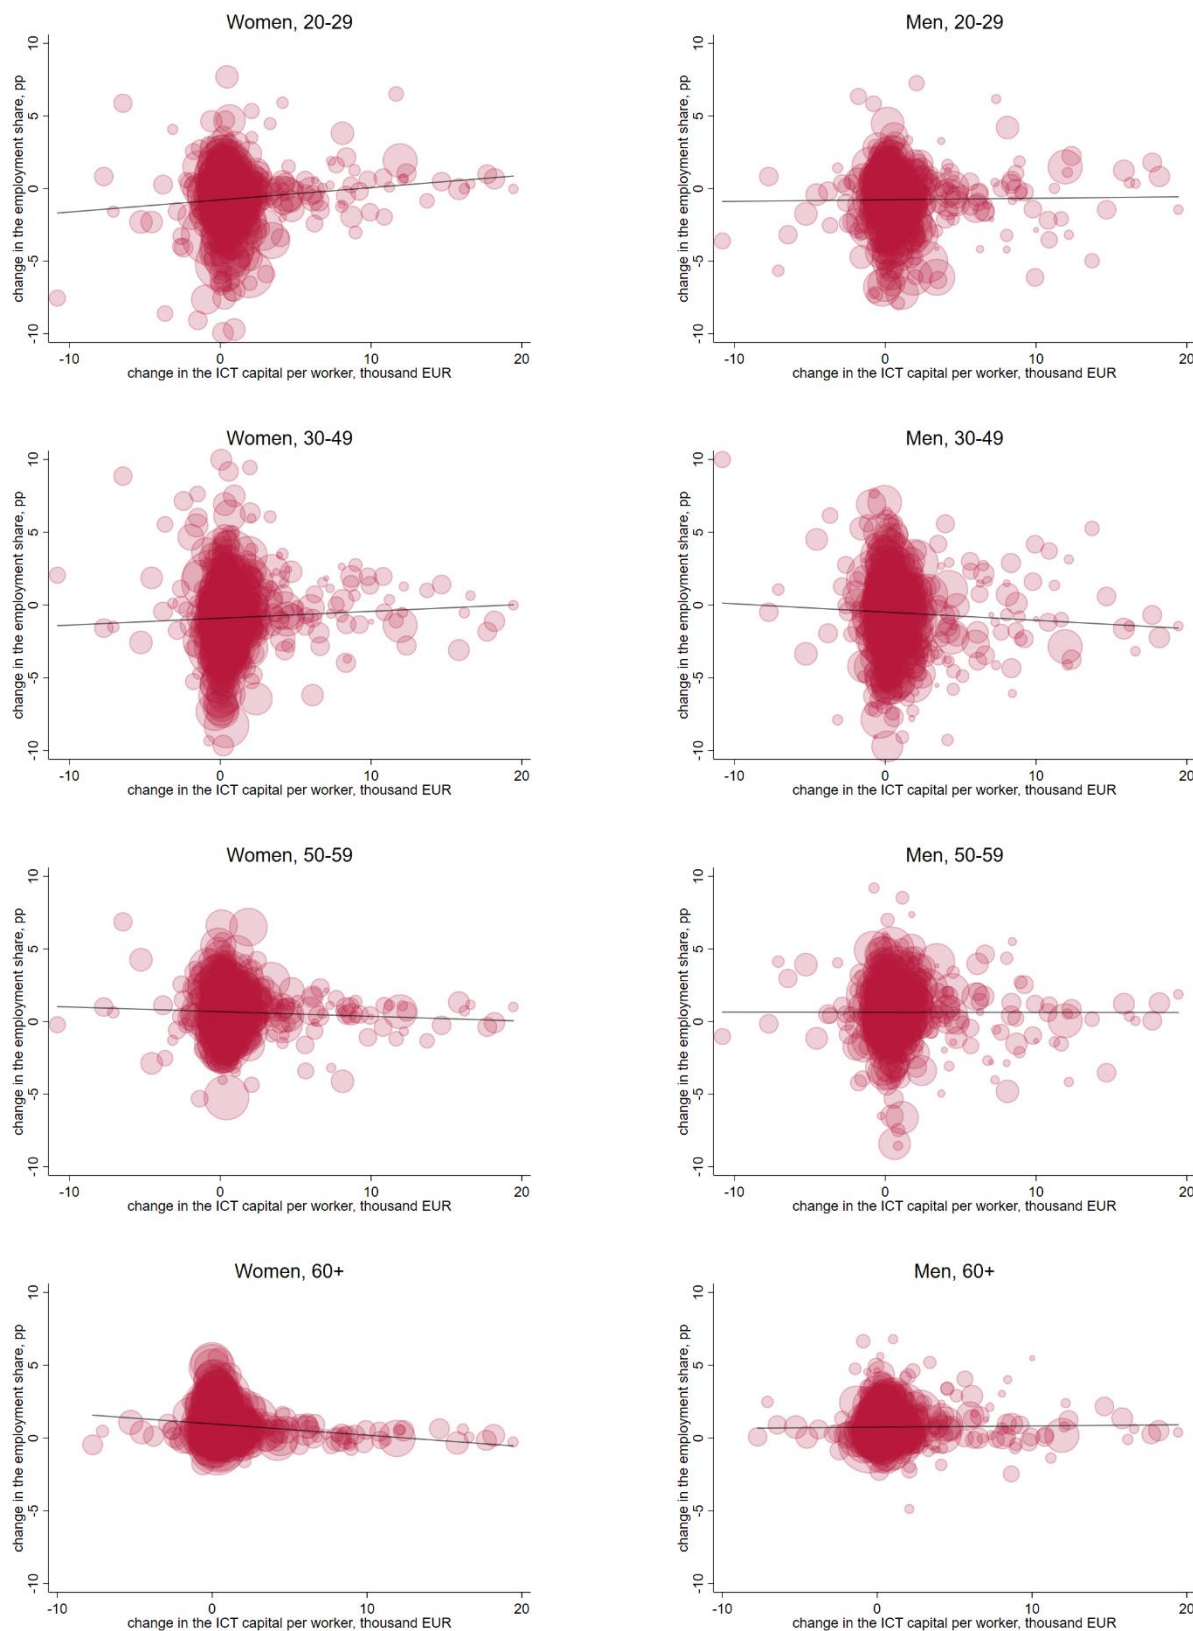 Women, 20-29
change in the employment share, pp
10
5
0
-5
-10
-10 0 10 20
change in the ICT capital per worker, thousand EUR
Men, 20-29
change in the employment share, pp
10
5
0
-5
-10
-10 0 10 20
change in the ICT capital per worker, thousand EUR
Women, 30-49
change in the employment share, pp
10
5
0
-5
-10
-10 0 10 20
change in the ICT capital per worker, thousand EUR
Men, 30-49
change in the employment share, pp
10
5
0
-5
-10
-10 0 10 20
change in the ICT capital per worker, thousand EUR
Women, 50-59
change in the employment share, pp
10
5
0
-5
-10
-10 0 10 20
change in the ICT capital per worker, thousand EUR
Men, 50-59
change in the employment share, pp
10
5
0
-5
-10
-10 0 10 20
change in the ICT capital per worker, thousand EUR
Women, 60+
change in the employment share, pp
10
5
0
-5
-10
-10 0 10 20
change in the ICT capital per worker, thousand EUR
Men, 60+
change in the employment share, pp
10
5
0
-5
-10
-10 0 10 20
change in the ICT capital per worker, thousand EUR